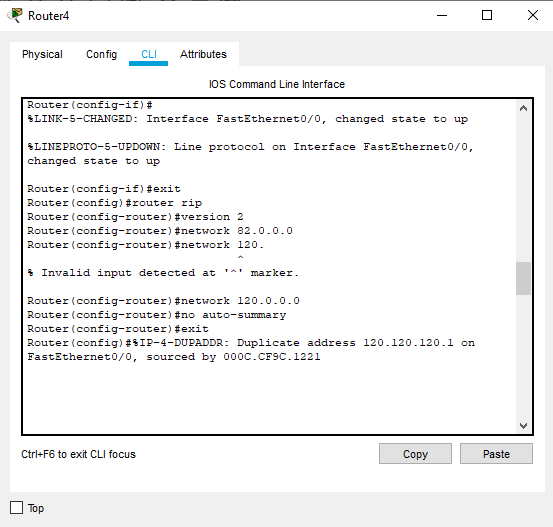 Router4
Physical Config CLI Attributes
IOS Command Line Interface
Router(config-if)#
%LINK-5-CHANGED: Interface FastEthernet0/0, changed state to up
%LINEPROTO-5-UPDOWN: Line protocol on Interface FastEthernet0/0,
changed state to up
Router(config-if)#exit
Router(config)#router rip
Router(config-router)#version 2
Router(config-router)#network 82.0.0.0
Router(config-router)#network 120.
^
% Invalid input detected at '^' marker.
Router(config-router)#network 120.0.0.0
Router(config-router)#no auto-summary
Router(config-router)#exit
Router(config)#%IP-4-DUPADDR: Duplicate address 120.120.120.1 on
FastEthernet0/0, sourced by 000C.CF9C.1221
Ctrl+F6 to exit CLI focus
Copy
Paste
Top